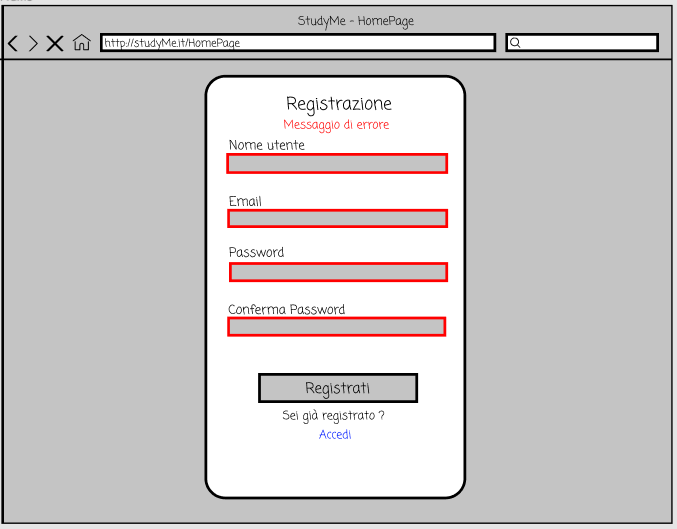 StudyMe - HomePage
http://studyMe.it/HomePage
Registrazione
Messaggio di errore
Nome utente
Email
Password
Conferma Password
Registrati
Sei già registrato ?
Accedi